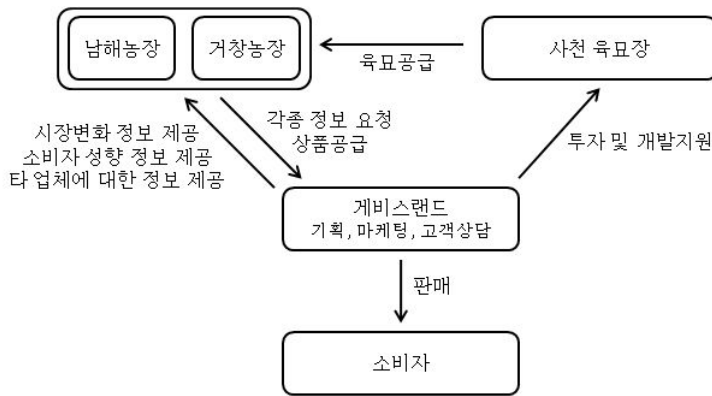 남해농장
거창농장
사천 육묘장
육묘공급
시장변화 정보 제공
소비자 성향 정보 제공
타 업체에 대한 정보 제공
각종 정보 요청
상품공급
투자 및 개발지원
게비스랜드
기획, 마케팅, 고객상담
판매
소비자